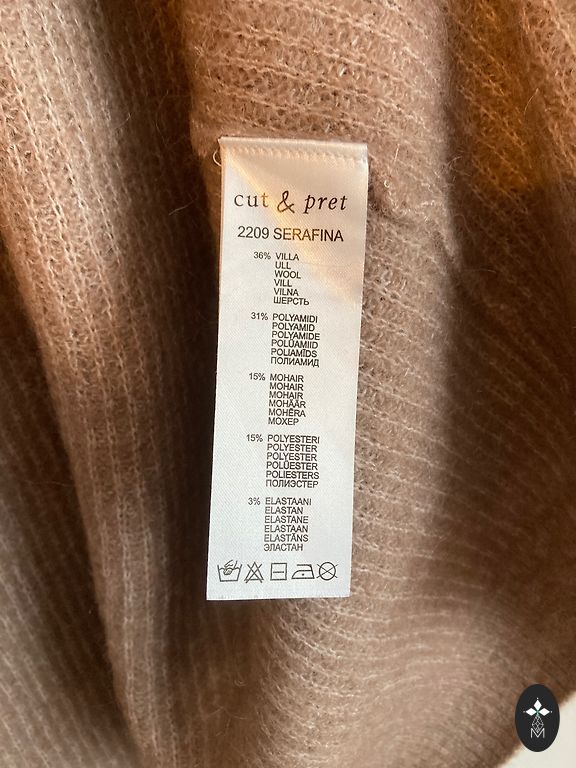 cut & pret
2209 SERAFINA
36% VILLA
ULL
WOOL
VILL
VILNA
ШЕРСТЬ
31% POLYAMIDI
POLYAMID
POLYAMIDE
POLÜAMIID
POLIAMĪDS
ПОЛИАМИД
15% MOHAIR
MOHAIR
MOHAIR
MOHÄÄR
MOHĒRA
МОХЕР
15% POLYESTERI
POLYESTER
POLYESTER
POLÜESTER
POLIESTERS
ПОЛИЭСТЕР
3% ELASTAANI
ELASTAN
ELASTANE
ELASTAAN
ELASTĀNS
ЭЛАСТАН
M